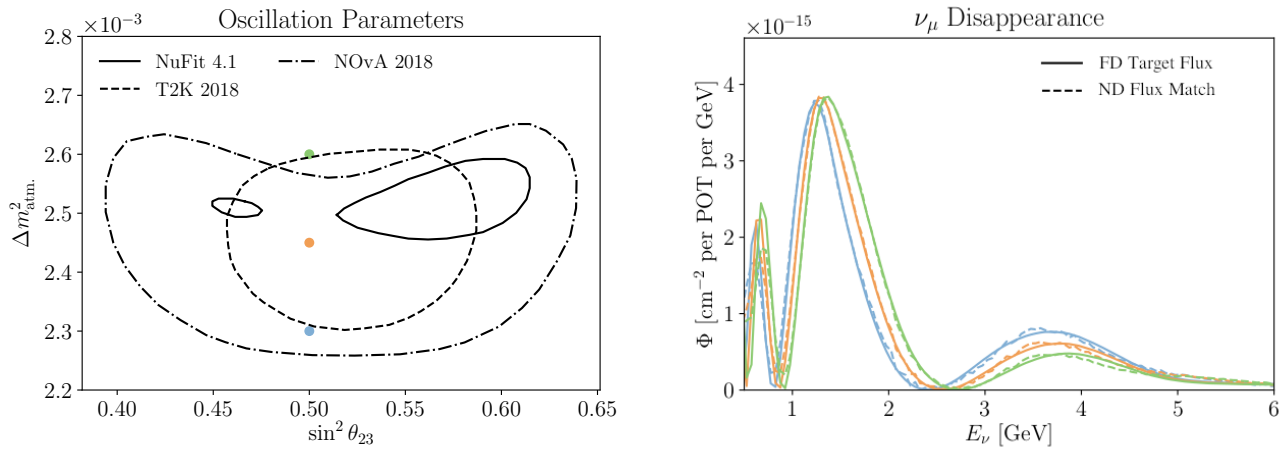 Oscillation Parameters
×10⁻³
2.8
2.7
2.6
2.5
2.4
2.3
2.2
Δm²atm.
NuFit 4.1
T2K 2018
NOvA 2018
0.40 0.45 0.50 0.55 0.60 0.65
sin² θ₂₃
νμ Disappearance
×10⁻¹⁵
4
3
2
1
0
Φ [cm⁻² per POT per GeV]
FD Target Flux
ND Flux Match
1 2 3 4 5 6
Eν [GeV]